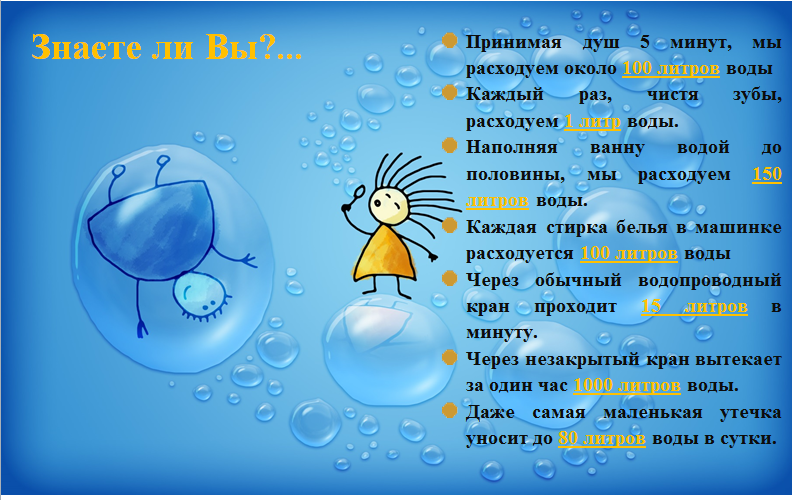 Знаете ли Вы?...
Принимая душ 5 минут, мы
расходуем около 100 литров воды
Каждый раз, чистя зубы,
расходуем 1 литр воды.
Наполняя ванну водой до
половины, мы расходуем 150
литров воды.
Каждая стирка белья в машинке
расходуется 100 литров воды
Через обычный водопроводный
кран проходит 15 литров в
минуту.
Через незакрытый кран вытекает
за один час 1000 литров воды.
Даже самая маленькая утечка
уносит до 80 литров воды в сутки.